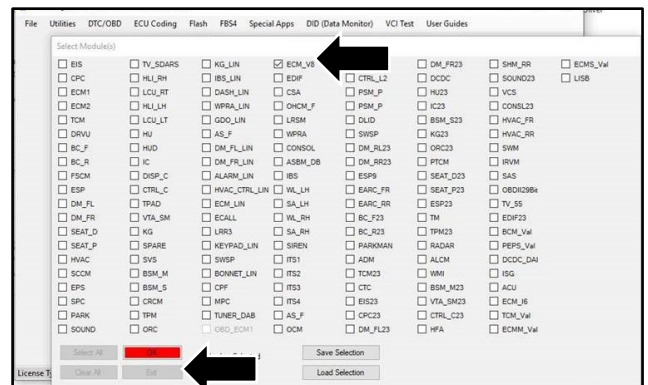 File Utilities DTC/OBD ECU Coding Flash FBS4 Special Apps DID (Data Monitor) VCI Test User Guides
Select Module(s)
EIS TV_SDARS KG_LIN ECM_V8 DM_FR23 SHM_RR ECMS_Val
CPC HLI_RH IBS_LIN EDIF CTRL_L2 DCDC SOUND23 LISB
ECM1 LCU_RT DASH_LIN CSA PSM_P HU23 VCS
ECM2 HLI_LH WPRA_LIN OHCM_F PSM_P IC23 CONSL23
TCM LCU_LT GDO_LIN LRSM DLID BSM_S23 HVAC_FR
DRVU HU AS_F WPRA SWSP KG23 HVAC_RR
BC_F HUD DM_FL_LIN CONSOL DM_RL23 ORC23 SWM
BC_R IC DM_FR_LIN ASBM_DB DM_RR23 PTCM IRVM
FSCM DISP_C ALARM_LIN IBS ESP9 SEAT_D23 SAS
ESP CTRL_C HVAC_CTRL_LIN WL_LH EARC_FR SEAT_P23 OBDII29Bit
DM_FL TPAD ECM_LIN SA_LH EARC_RR ESP23 TV_55
DM_FR VTA_SM ECALL WL_RH BC_F23 TM EDIF23
SEAT_D KG LRR3 SA_RH BC_R23 TPM23 BCM_Val
SEAT_P SPARE KEYPAD_LIN SIREN PARKMAN RADAR PEPS_Val
HVAC SVS SWSP ITS1 ADM ALCM DCDC_DAI
SCCM BSM_M BONNET_LIN ITS2 TCM23 WMI ISG
EPS BSM_S CPF ITS3 CTC BSM_M23 ACU
SPC CRCM MPC ITS4 EIS23 VTA_SM23 ECM_I6
PARK TPM TUNER_DAB AS_F CPC23 CTRL_C23 TCM_Val
SOUND ORC OBD_ECM1 OCM DM_FL23 HFA ECMM_Val
Select All OK Save Selection
License Ty Clear All Exit Load Selection